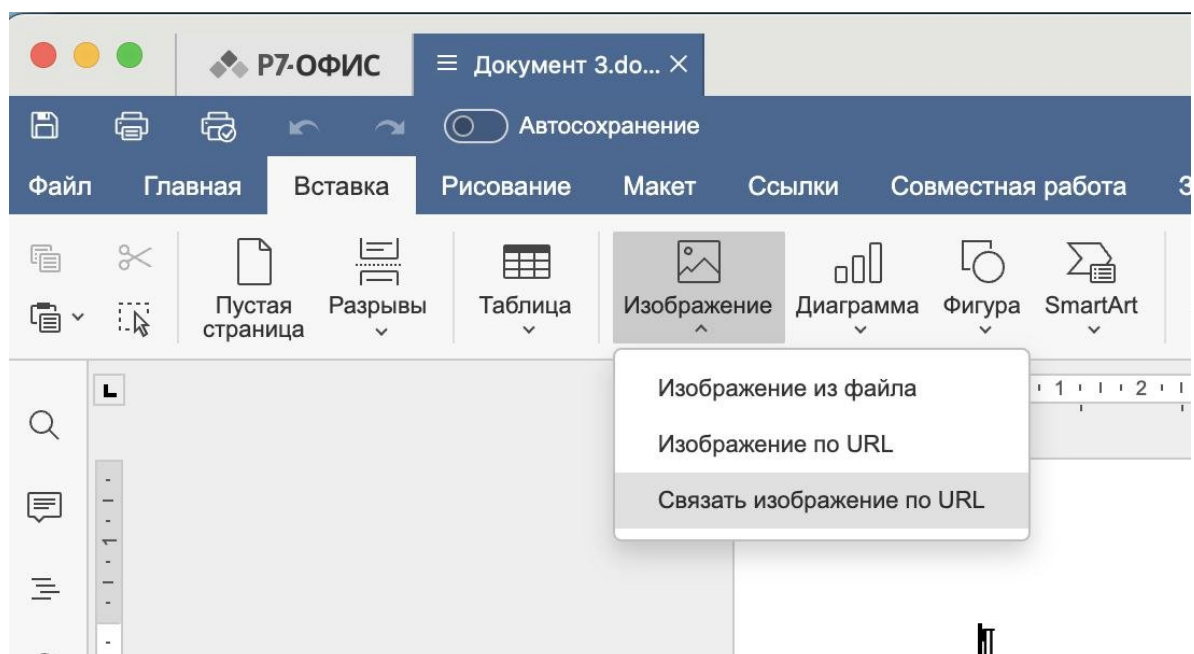 Р7-ОФИС
Документ 3.do...
Автосохранение
Файл Главная Вставка Рисование Макет Ссылки Совместная работа З
Пустая страница
Разрывы
Таблица
Изображение
Диаграмма
Фигура
SmartArt
Изображение из файла
Изображение по URL
Связать изображение по URL
1 2
1